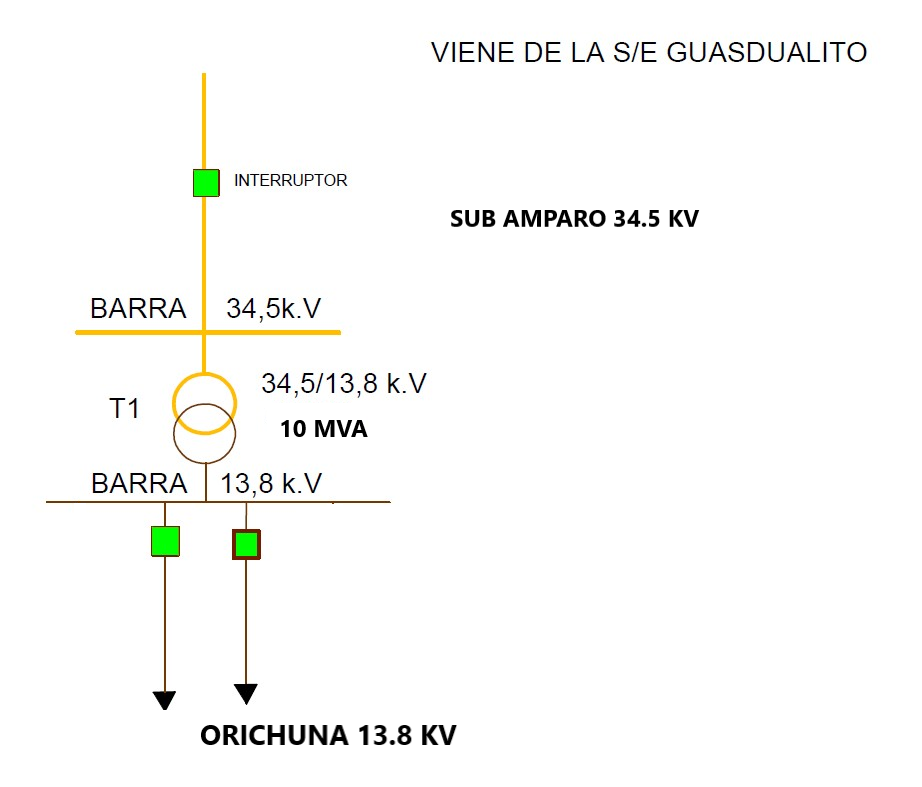 VIENE DE LA S/E GUASDUALITO
INTERRUPTOR
SUB AMPARO 34.5 KV
BARRA 34,5k.V
34,5/13,8 k.V
T1
10 MVA
BARRA 13,8 k.V
ORICHUNA 13.8 KV